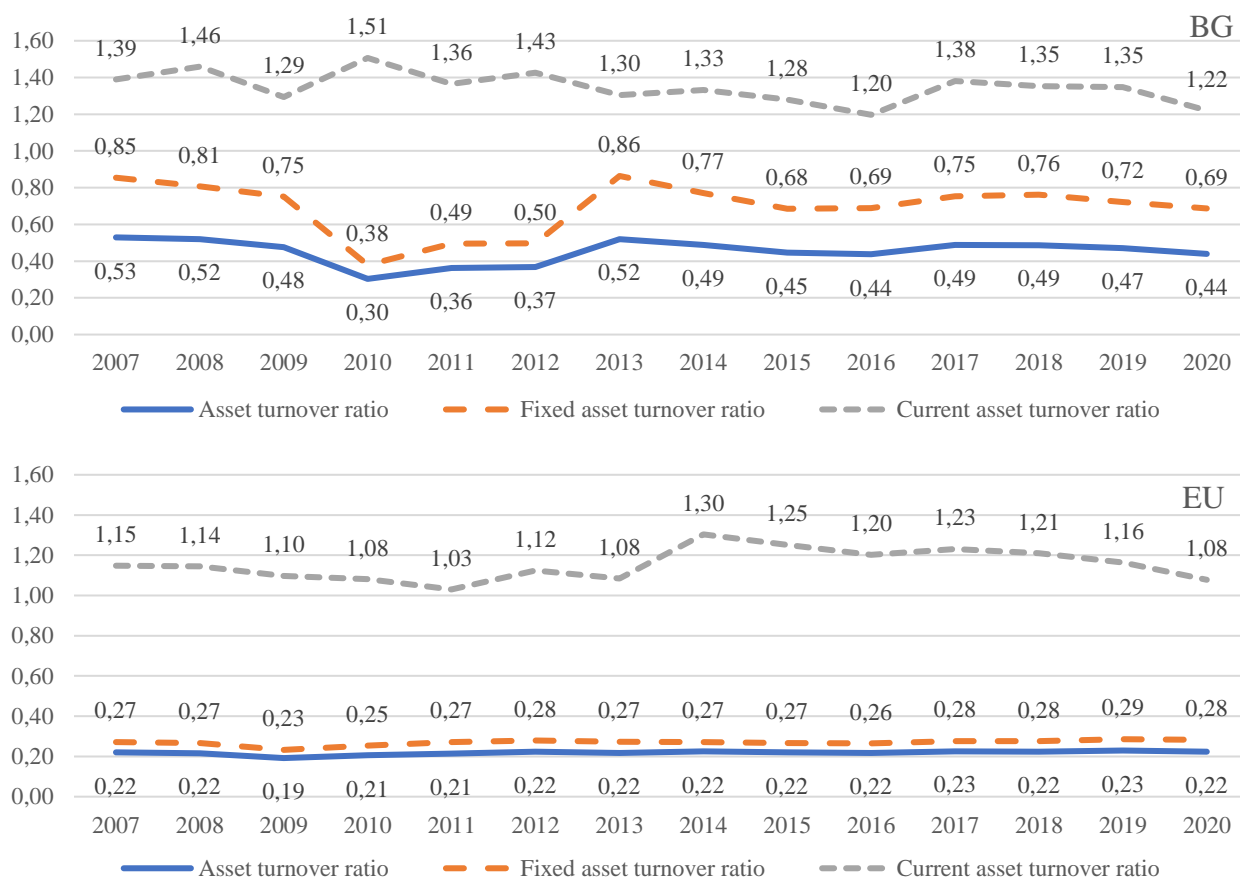 BG
1,60
1,40
1,20
1,00
0,80
0,60
0,40
0,20
0,00
1,39 1,46 1,29 1,51 1,36 1,43 1,30 1,33 1,28 1,20 1,38 1,35 1,35 1,22
0,85 0,81 0,75 0,38 0,49 0,50 0,86 0,77 0,68 0,69 0,75 0,76 0,72 0,69
0,53 0,52 0,48 0,30 0,36 0,37 0,52 0,49 0,45 0,44 0,49 0,49 0,47 0,44
2007 2008 2009 2010 2011 2012 2013 2014 2015 2016 2017 2018 2019 2020
Asset turnover ratio Fixed asset turnover ratio Current asset turnover ratio
EU
1,60
1,40
1,20
1,00
0,80
0,60
0,40
0,20
0,00
1,15 1,14 1,10 1,08 1,03 1,12 1,08 1,30 1,25 1,20 1,23 1,21 1,16 1,08
0,27 0,27 0,23 0,25 0,27 0,28 0,27 0,27 0,27 0,26 0,28 0,28 0,29 0,28
0,22 0,22 0,19 0,21 0,21 0,22 0,22 0,22 0,22 0,22 0,23 0,22 0,23 0,22
2007 2008 2009 2010 2011 2012 2013 2014 2015 2016 2017 2018 2019 2020
Asset turnover ratio Fixed asset turnover ratio Current asset turnover ratio